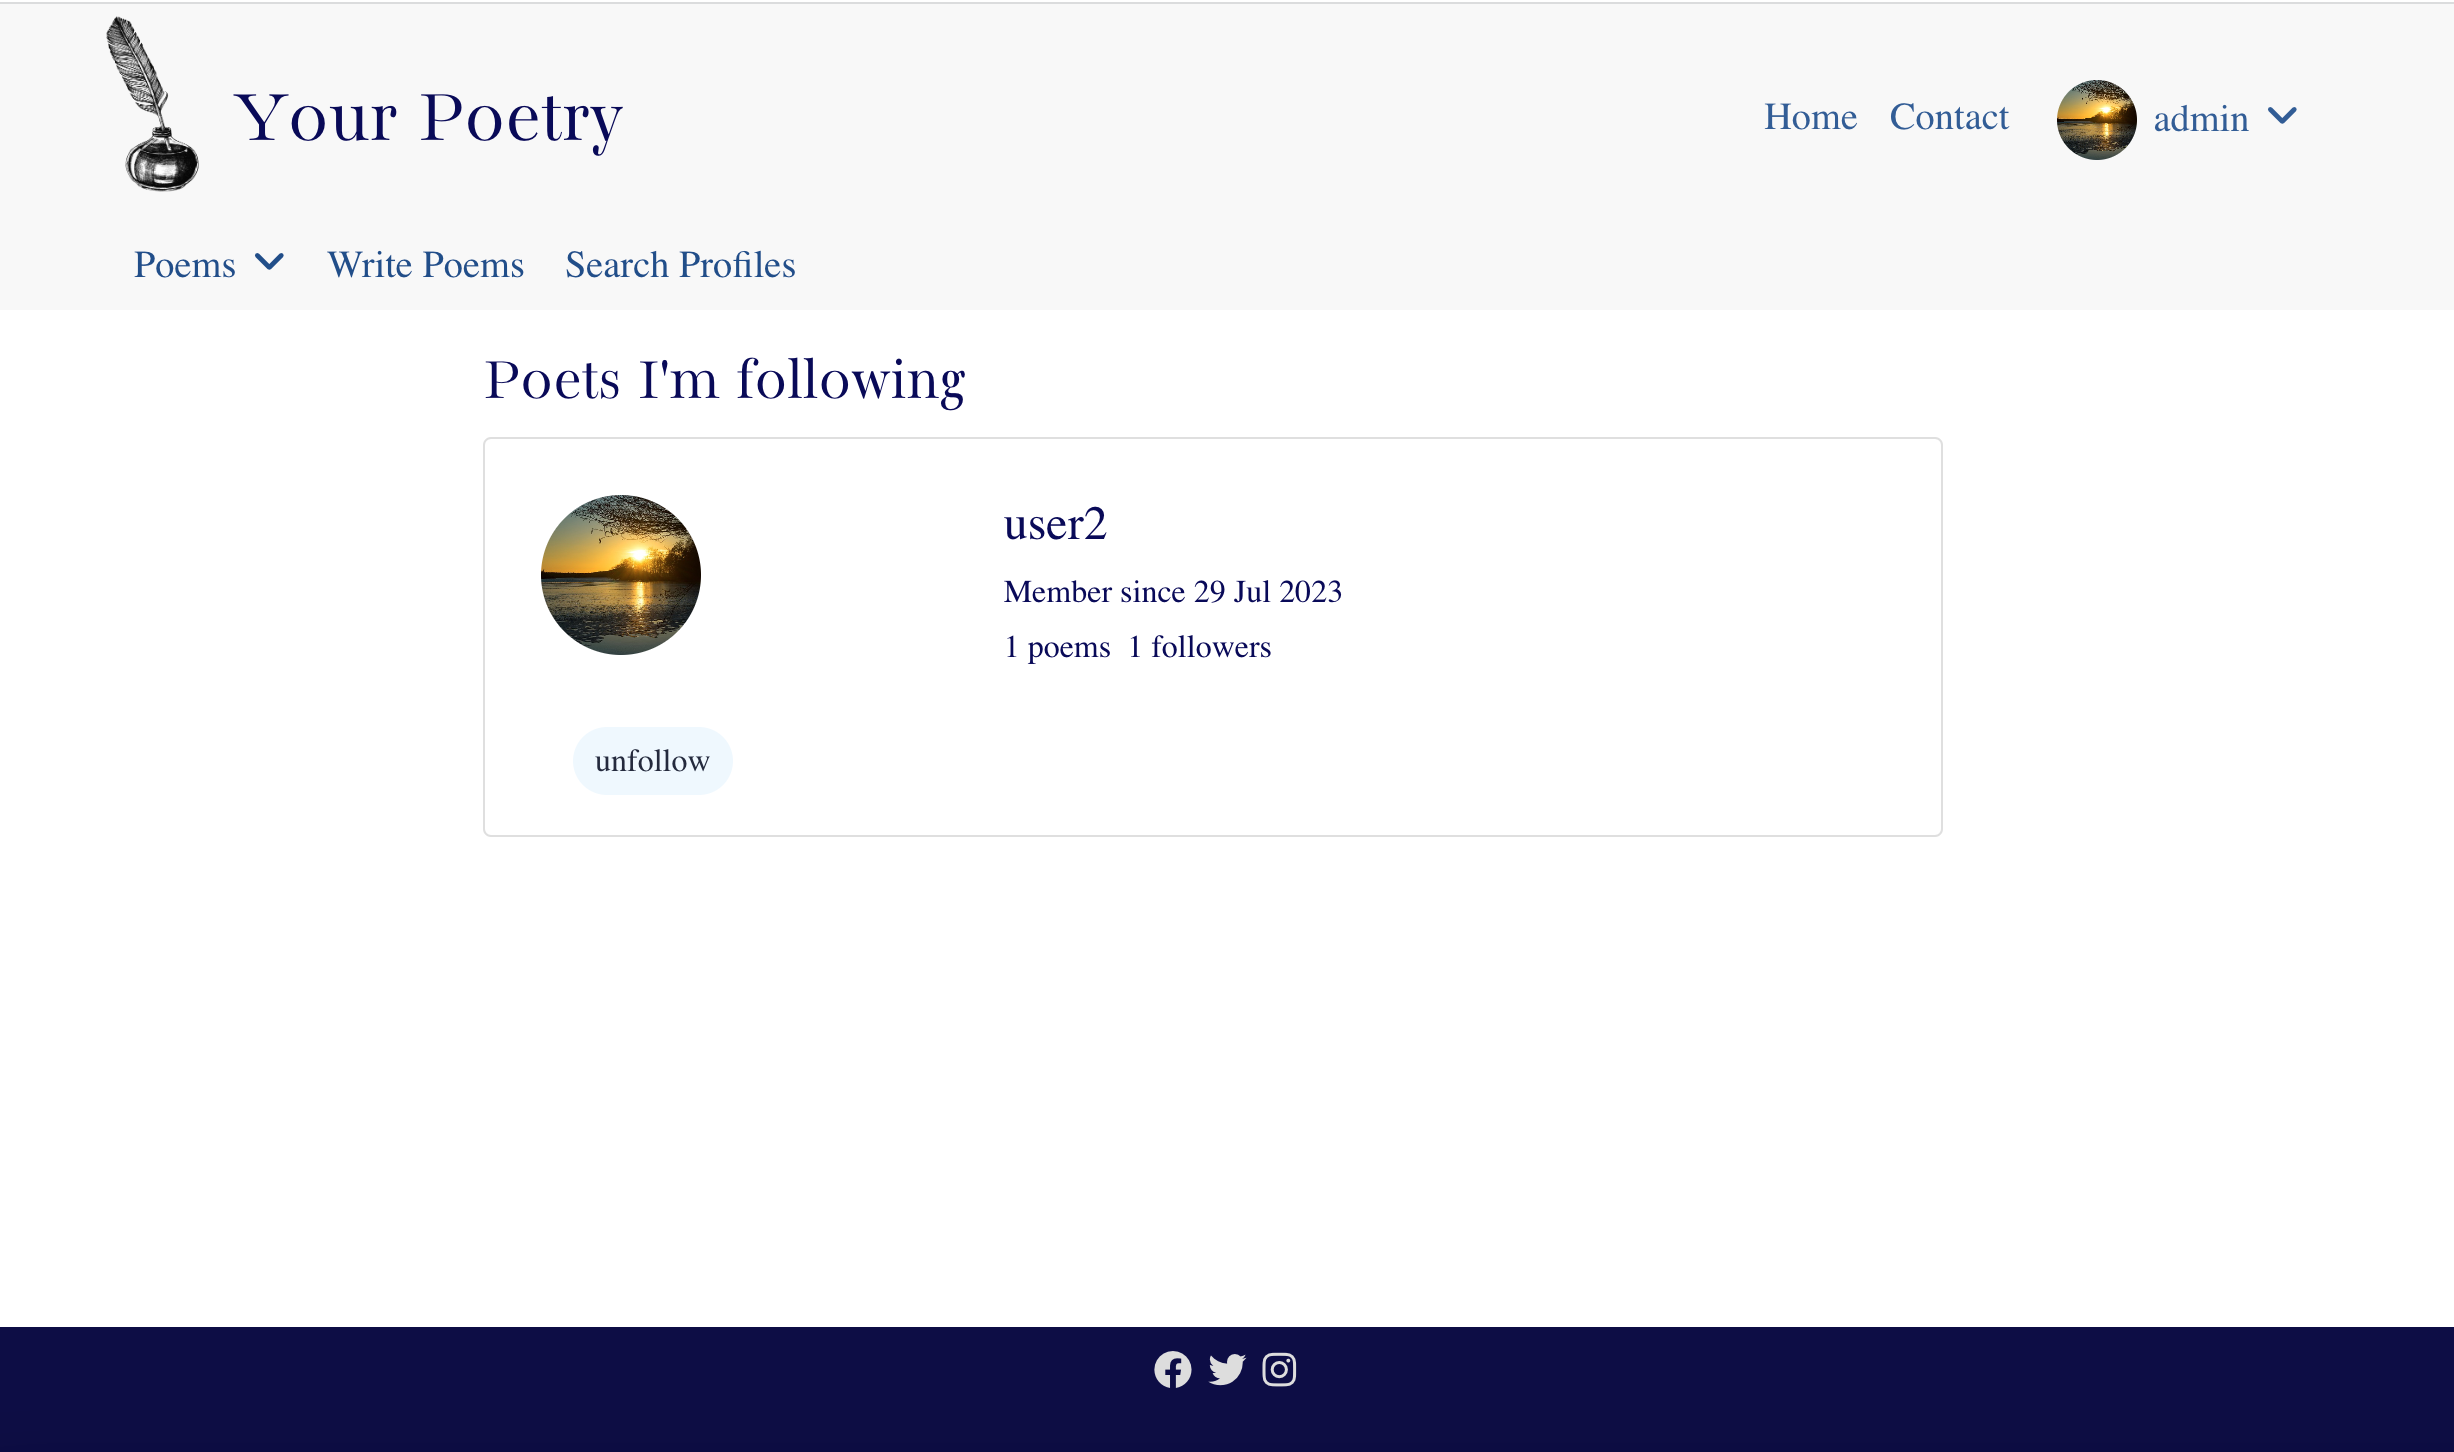 Your Poetry
Home Contact admin
Poems Write Poems Search Profiles
Poets I'm following
user2
Member since 29 Jul 2023
1 poems 1 followers
unfollow